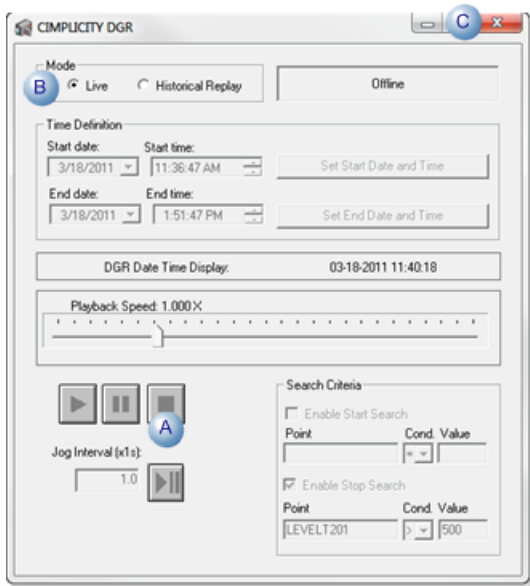 CIMPLICITY DGR
C
Mode
B
Live
Historical Replay
Offline
Time Definition
Start date: Start time:
3/18/2011 11:36:47 AM Set Start Date and Time
End date: End time:
3/18/2011 1:51:47 PM Set End Date and Time
DGR Date Time Display: 03-18-2011 11:40:18
Playback Speed: 1.000 X
A
Jog Interval (x1s):
1.0
Search Criteria
Enable Start Search
Point Cond. Value
=
Enable Stop Search
Point Cond. Value
LEVELT201 > 500